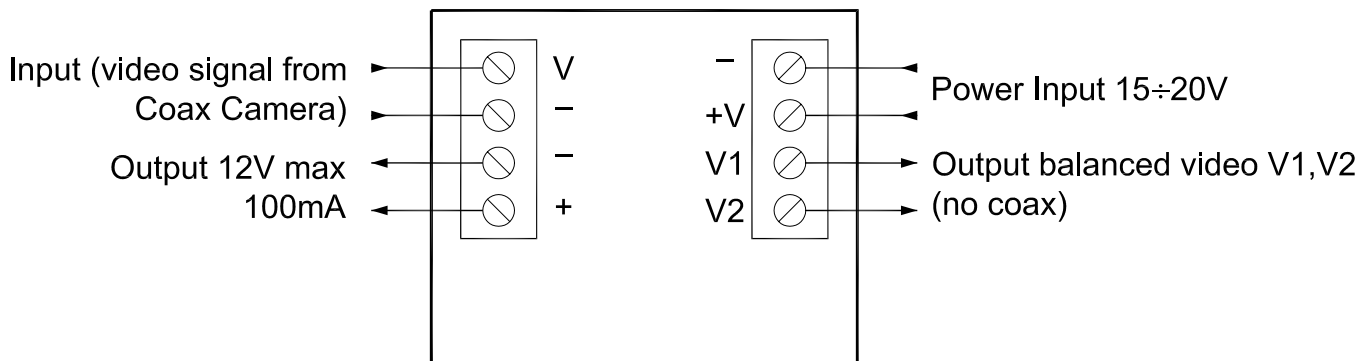 Input (video signal from
Coax Camera)
Output 12V max
100mA
V
–
–
+
–
+V
V1
V2
Power Input 15÷20V
Output balanced video V1,V2
(no coax)